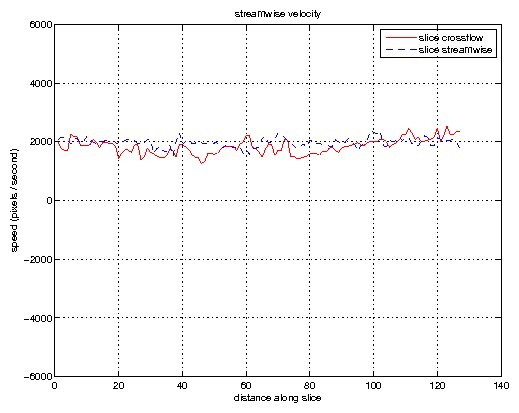 streamwise velocity
slice crossflow
slice streamwise
6000
4000
2000
0
−2000
−4000
−6000
speed (pixels / second)
0 20 40 60 80 100 120 140
distance along slice